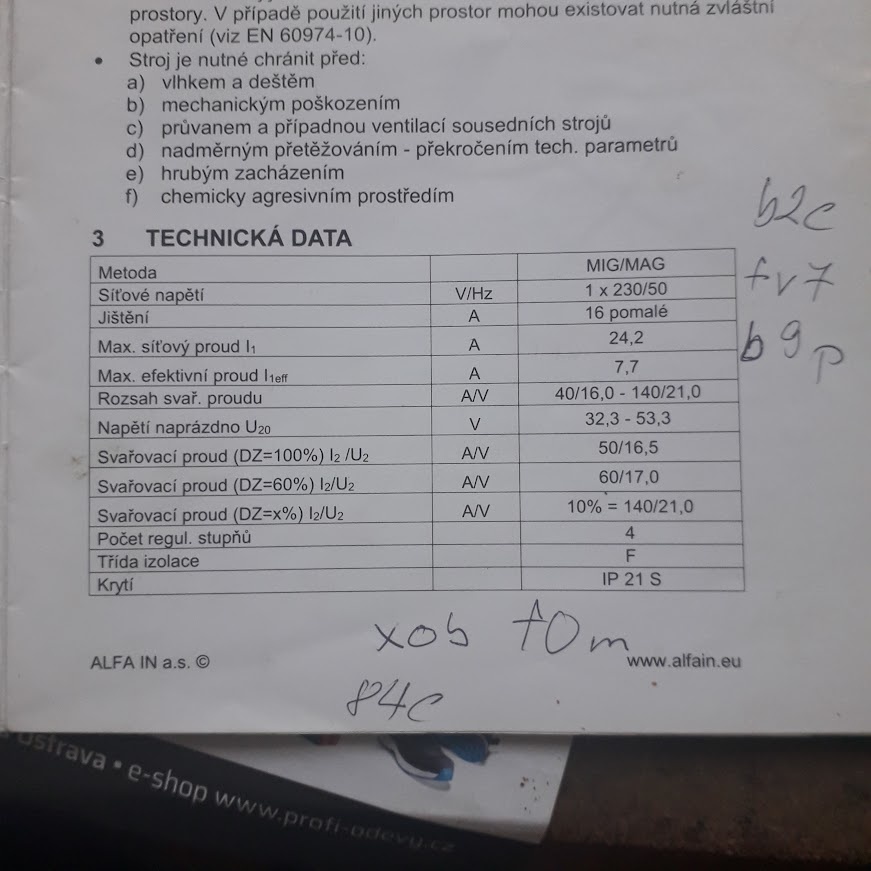 prostory. V případě použití jiných prostor mohou existovat nutná zvláštní
opatření (viz EN 60974-10).
• Stroj je nutné chránit před:
a) vlhkem a deštěm
b) mechanickým poškozením
c) průvanem a případnou ventilací sousedních strojů
d) nadměrným přetěžováním - překročením tech. parametrů
e) hrubým zacházením
f) chemicky agresivním prostředím
b2c
3 TECHNICKÁ DATA
Metoda MIG/MAG
fv7
Síťové napětí V/Hz 1 x 230/50
Jištění A 16 pomalé
Max. síťový proud I1 A 24,2
b9p
Max. efektivní proud I1eff A 7,7
Rozsah svař. proudu A/V 40/16,0 - 140/21,0
Napětí naprázdno U20 V 32,3 - 53,3
Svařovací proud (DZ=100%) I2 /U2 A/V 50/16,5
Svařovací proud (DZ=60%) I2/U2 A/V 60/17,0
Svařovací proud (DZ=x%) I2/U2 A/V 10% = 140/21,0
Počet regul. stupňů 4
Třída izolace F
Krytí IP 21 S
xob f0m
ALFA IN a.s. © www.alfain.eu
84c
ostrava • e-shop www.profi-odevy.cz